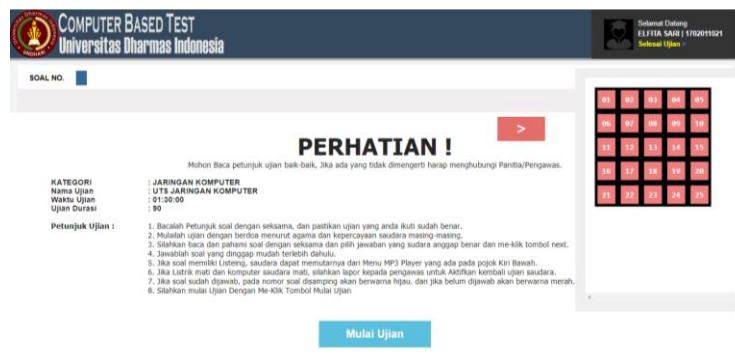 COMPUTER BASED TEST
Universitas Dharmas Indonesia
Selamat Datang
ELFITA SARI | 1702011021
Selesai Ujian
SOAL NO.
>
PERHATIAN !
Mohon Baca petunjuk ujian baik-baik, Jika ada yang tidak dimengerti harap menghubungi Panitia/Pengawas.
KATEGORI : JARINGAN KOMPUTER
Nama Ujian : UTS JARINGAN KOMPUTER
Waktu Ujian : 01:30:00
Ujian Durasi : 90
Petunjuk Ujian :
1. Bacalah Petunjuk soal dengan seksama, dan pastikan ujian yang anda ikuti sudah benar.
2. Mulailah ujian dengan berdoa menurut agama dan kepercayaan saudara masing-masing.
3. Silahkan baca dan pahami soal dengan seksama dan pilh jawaban yang sudara anggap benar dan me-klik tombol next.
4. Jawablah soal yang dinggap mudah terlebih dahulu.
5. Jika soal memiliki Listeing, saudara dapat memutarnya dari Menu MP3 Player yang ada pada pojok Kiri Bawah.
6. Jika Listrik mati dan komputer saudara mati, silahkan lapor kepada pengawas untuk Aktifkan kembali ujian saudara.
7. Jika soal sudah dijawab, pada nomor soal disamping akan berwarna hijau. dan jika belum dijawab akan berwarna merah.
8. Silahkan mulai Ujian Dengan Me-Klik Tombol Mulai Ujian
Mulai Ujian
01 02 03 04 05
06 07 08 09 10
11 12 13 14 15
16 17 18 19 20
21 22 23 24 25